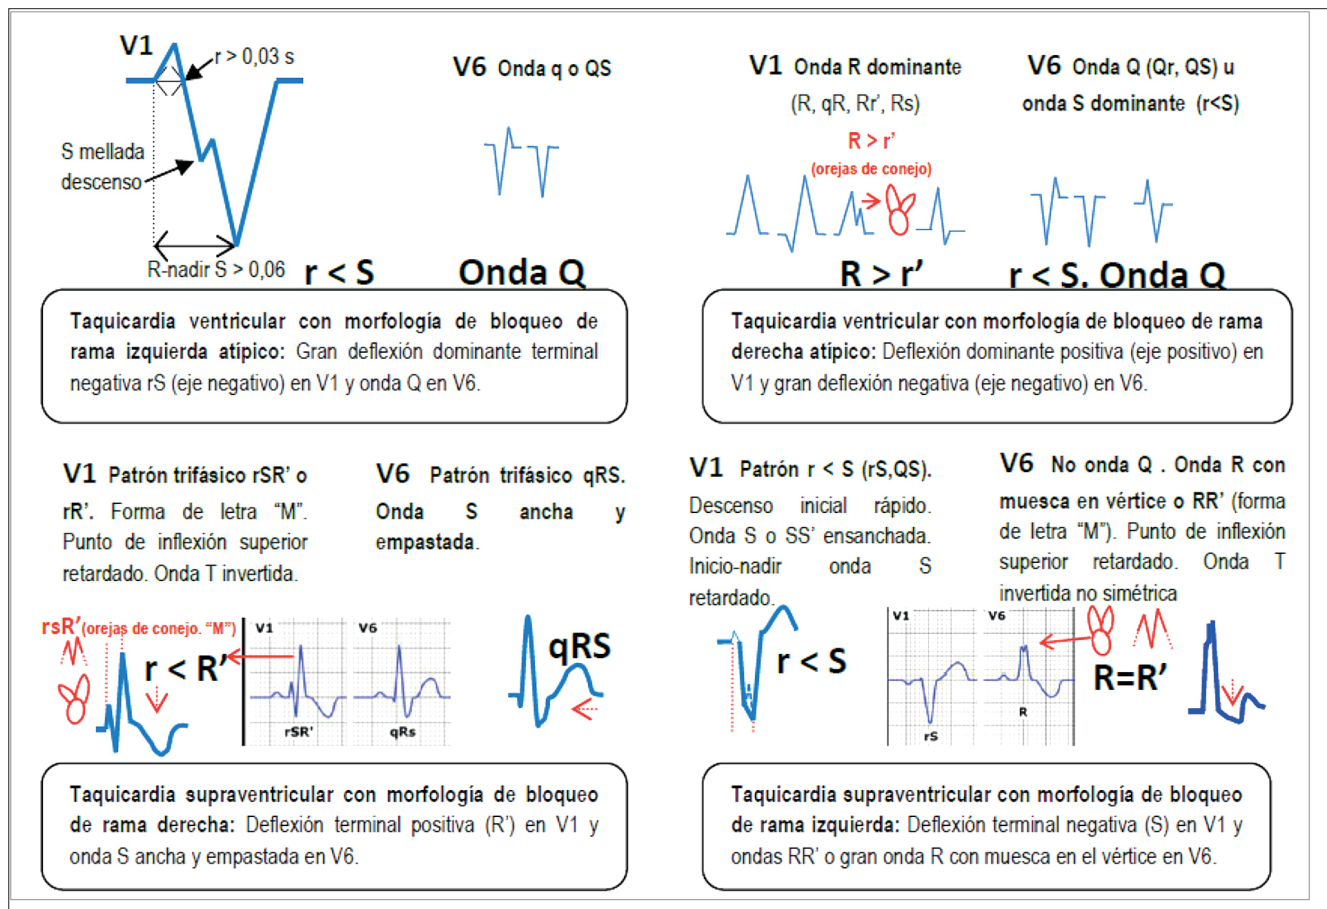 V1
r > 0,03 s
S mellada
descenso
R-nadir S > 0,06
r < S
V6 Onda q o QS
Onda Q
V1 Onda R dominante
(R, qR, Rr’, Rs)
R > r’
(orejas de conejo)
R > r’
V6 Onda Q (Qr, QS) u
onda S dominante (r<S)
r < S. Onda Q
Taquicardia ventricular con morfología de bloqueo de
rama izquierda atípico: Gran deflexión dominante terminal
negativa rS (eje negativo) en V1 y onda Q en V6.
Taquicardia ventricular con morfología de bloqueo de rama
derecha atípico: Deflexión dominante positiva (eje positivo) en
V1 y gran deflexión negativa (eje negativo) en V6.
V1 Patrón trifásico rSR’ o
rR’. Forma de letra “M”.
Punto de inflexión superior
retardado. Onda T invertida.
V6 Patrón trifásico qRS.
Onda S ancha y
empastada.
rsR’(orejas de conejo. “M”)
r < R’
V1
V6
rSR’
qRs
qRS
V1 Patrón r < S (rS,QS).
Descenso inicial rápido.
Onda S o SS’ ensanchada.
Inicio-nadir onda S
retardado.
V6 No onda Q . Onda R con
muesca en vértice o RR’ (forma
de letra “M”). Punto de inflexión
superior retardado. Onda T
invertida no simétrica
r < S
V1
V6
rS
R
R=R’
Taquicardia supraventricular con morfología de bloqueo
de rama derecha: Deflexión terminal positiva (R’) en V1 y
onda S ancha y empastada en V6.
Taquicardia supraventricular con morfología de bloqueo
de rama izquierda: Deflexión terminal negativa (S) en V1 y
ondas RR’ o gran onda R con muesca en el vértice en V6.